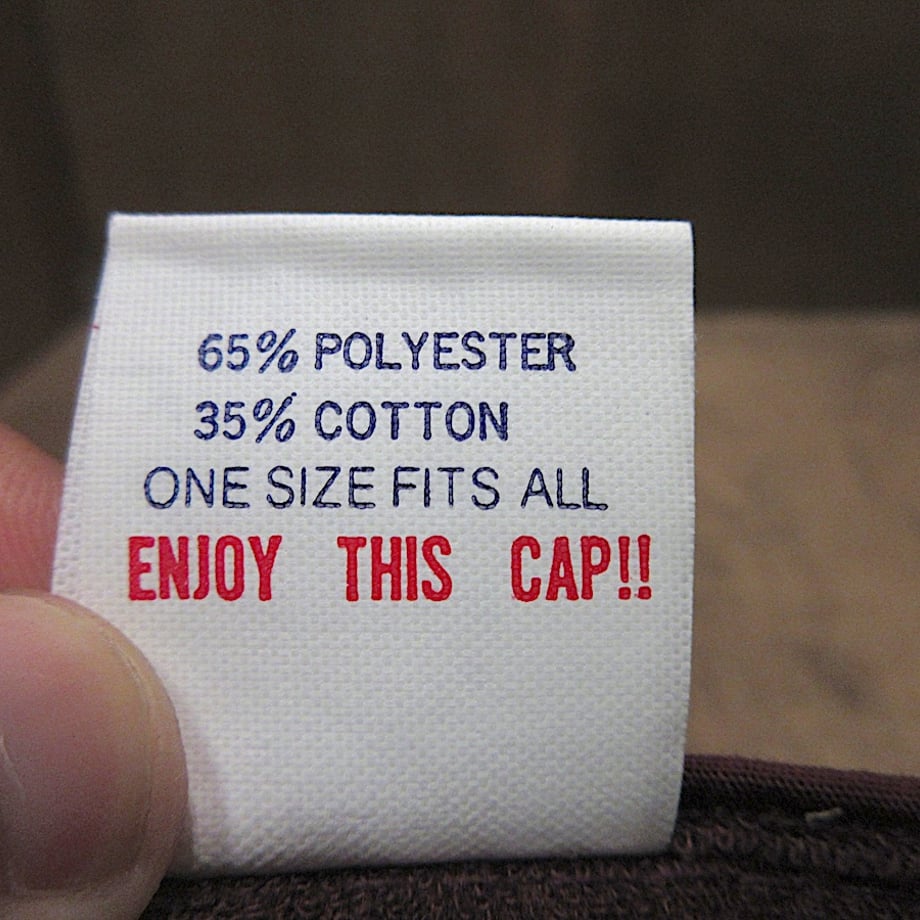 65% POLYESTER
35% COTTON
ONE SIZE FITS ALL
ENJOY THIS CAP!!